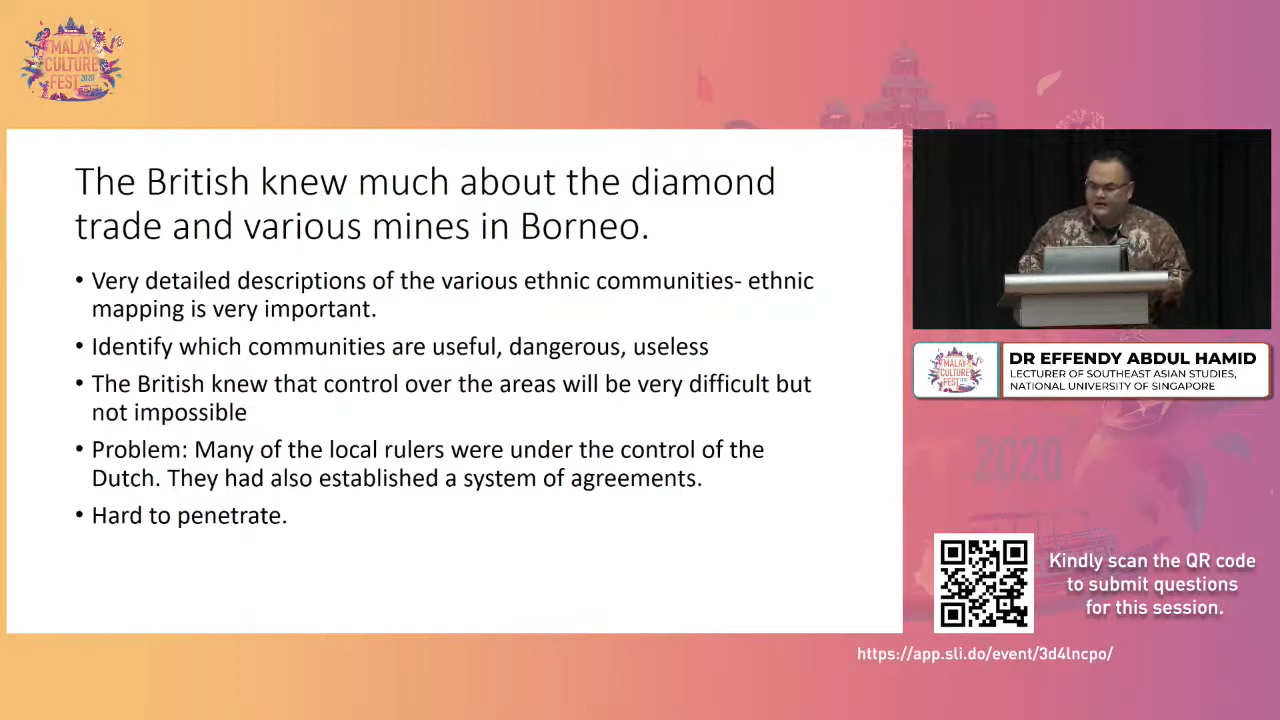 MALAY
CULTURE
FEST 2020
The British knew much about the diamond
trade and various mines in Borneo.
• Very detailed descriptions of the various ethnic communities- ethnic
mapping is very important.
• Identify which communities are useful, dangerous, useless
• The British knew that control over the areas will be very difficult but
not impossible
• Problem: Many of the local rulers were under the control of the
Dutch. They had also established a system of agreements.
• Hard to penetrate.
MALAY
CULTURE
FEST
DR EFFENDY ABDUL HAMID
LECTURER OF SOUTHEAST ASIAN STUDIES,
NATIONAL UNIVERSITY OF SINGAPORE
2020
Kindly scan the QR code
to submit questions
for this session.
https://app.sli.do/event/3d4lncpo/